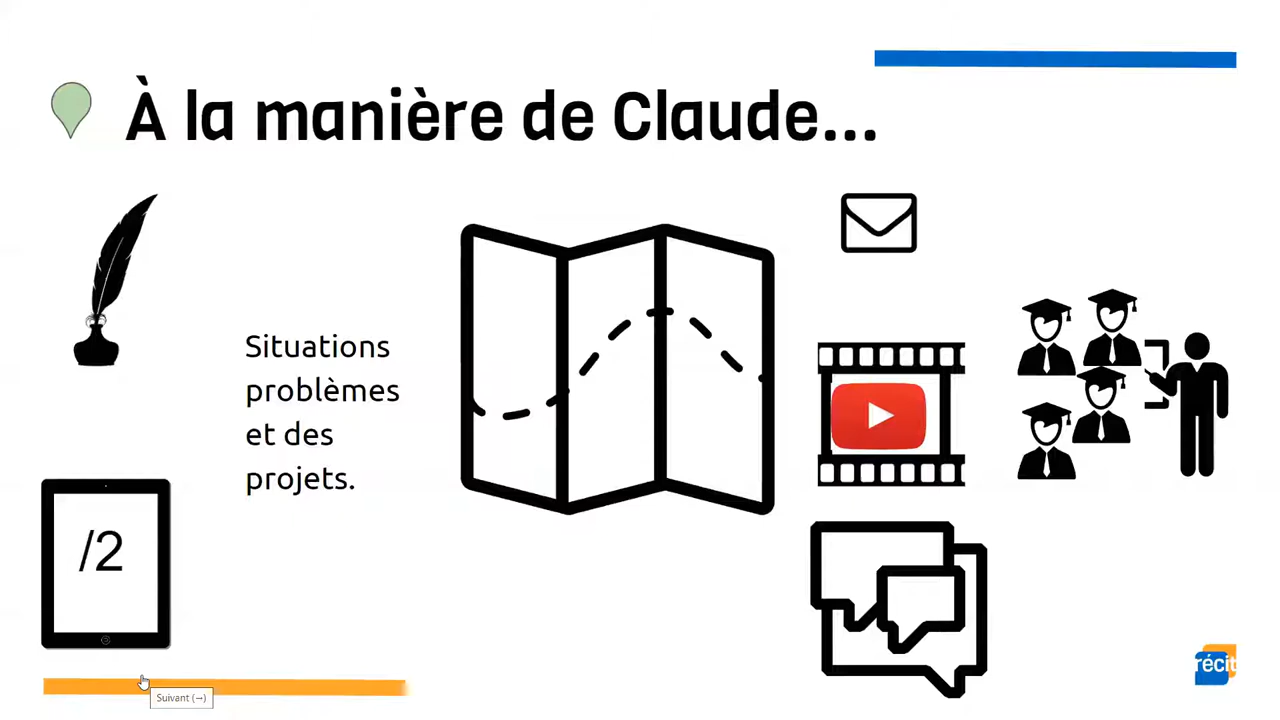 À la manière de Claude...
Situations
problèmes
et des
projets.
/2
Suivant (→)
récit